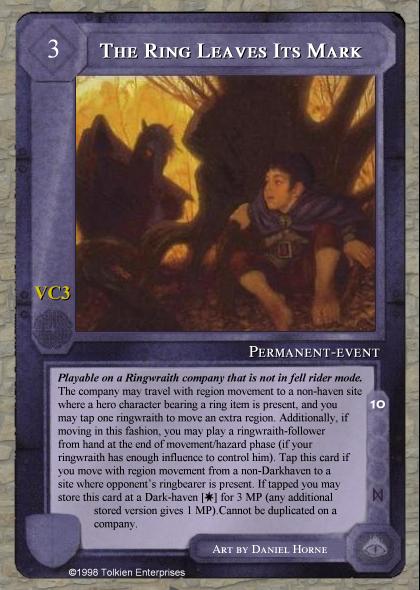 3
THE RING LEAVES ITS MARK
VC3
PERMANENT-EVENT
Playable on a Ringwraith company that is not in fell rider mode.
The company may travel with region movement to a non-haven site
where a hero character bearing a ring item is present, and you
may tap one ringwraith to move an extra region. Additionally, if
moving in this fashion, you may play a ringwraith-follower
from hand at the end of movement/hazard phase (if your
ringwraith has enough influence to control him). Tap this card if
you move with region movement from a non-Darkhaven to a
site where opponent's ringbearer is present. If tapped you may
store this card at a Dark-haven [✷] for 3 MP (any additional
stored version gives 1 MP).Cannot be duplicated on a
company.
10
ART BY DANIEL HORNE
©1998 Tolkien Enterprises